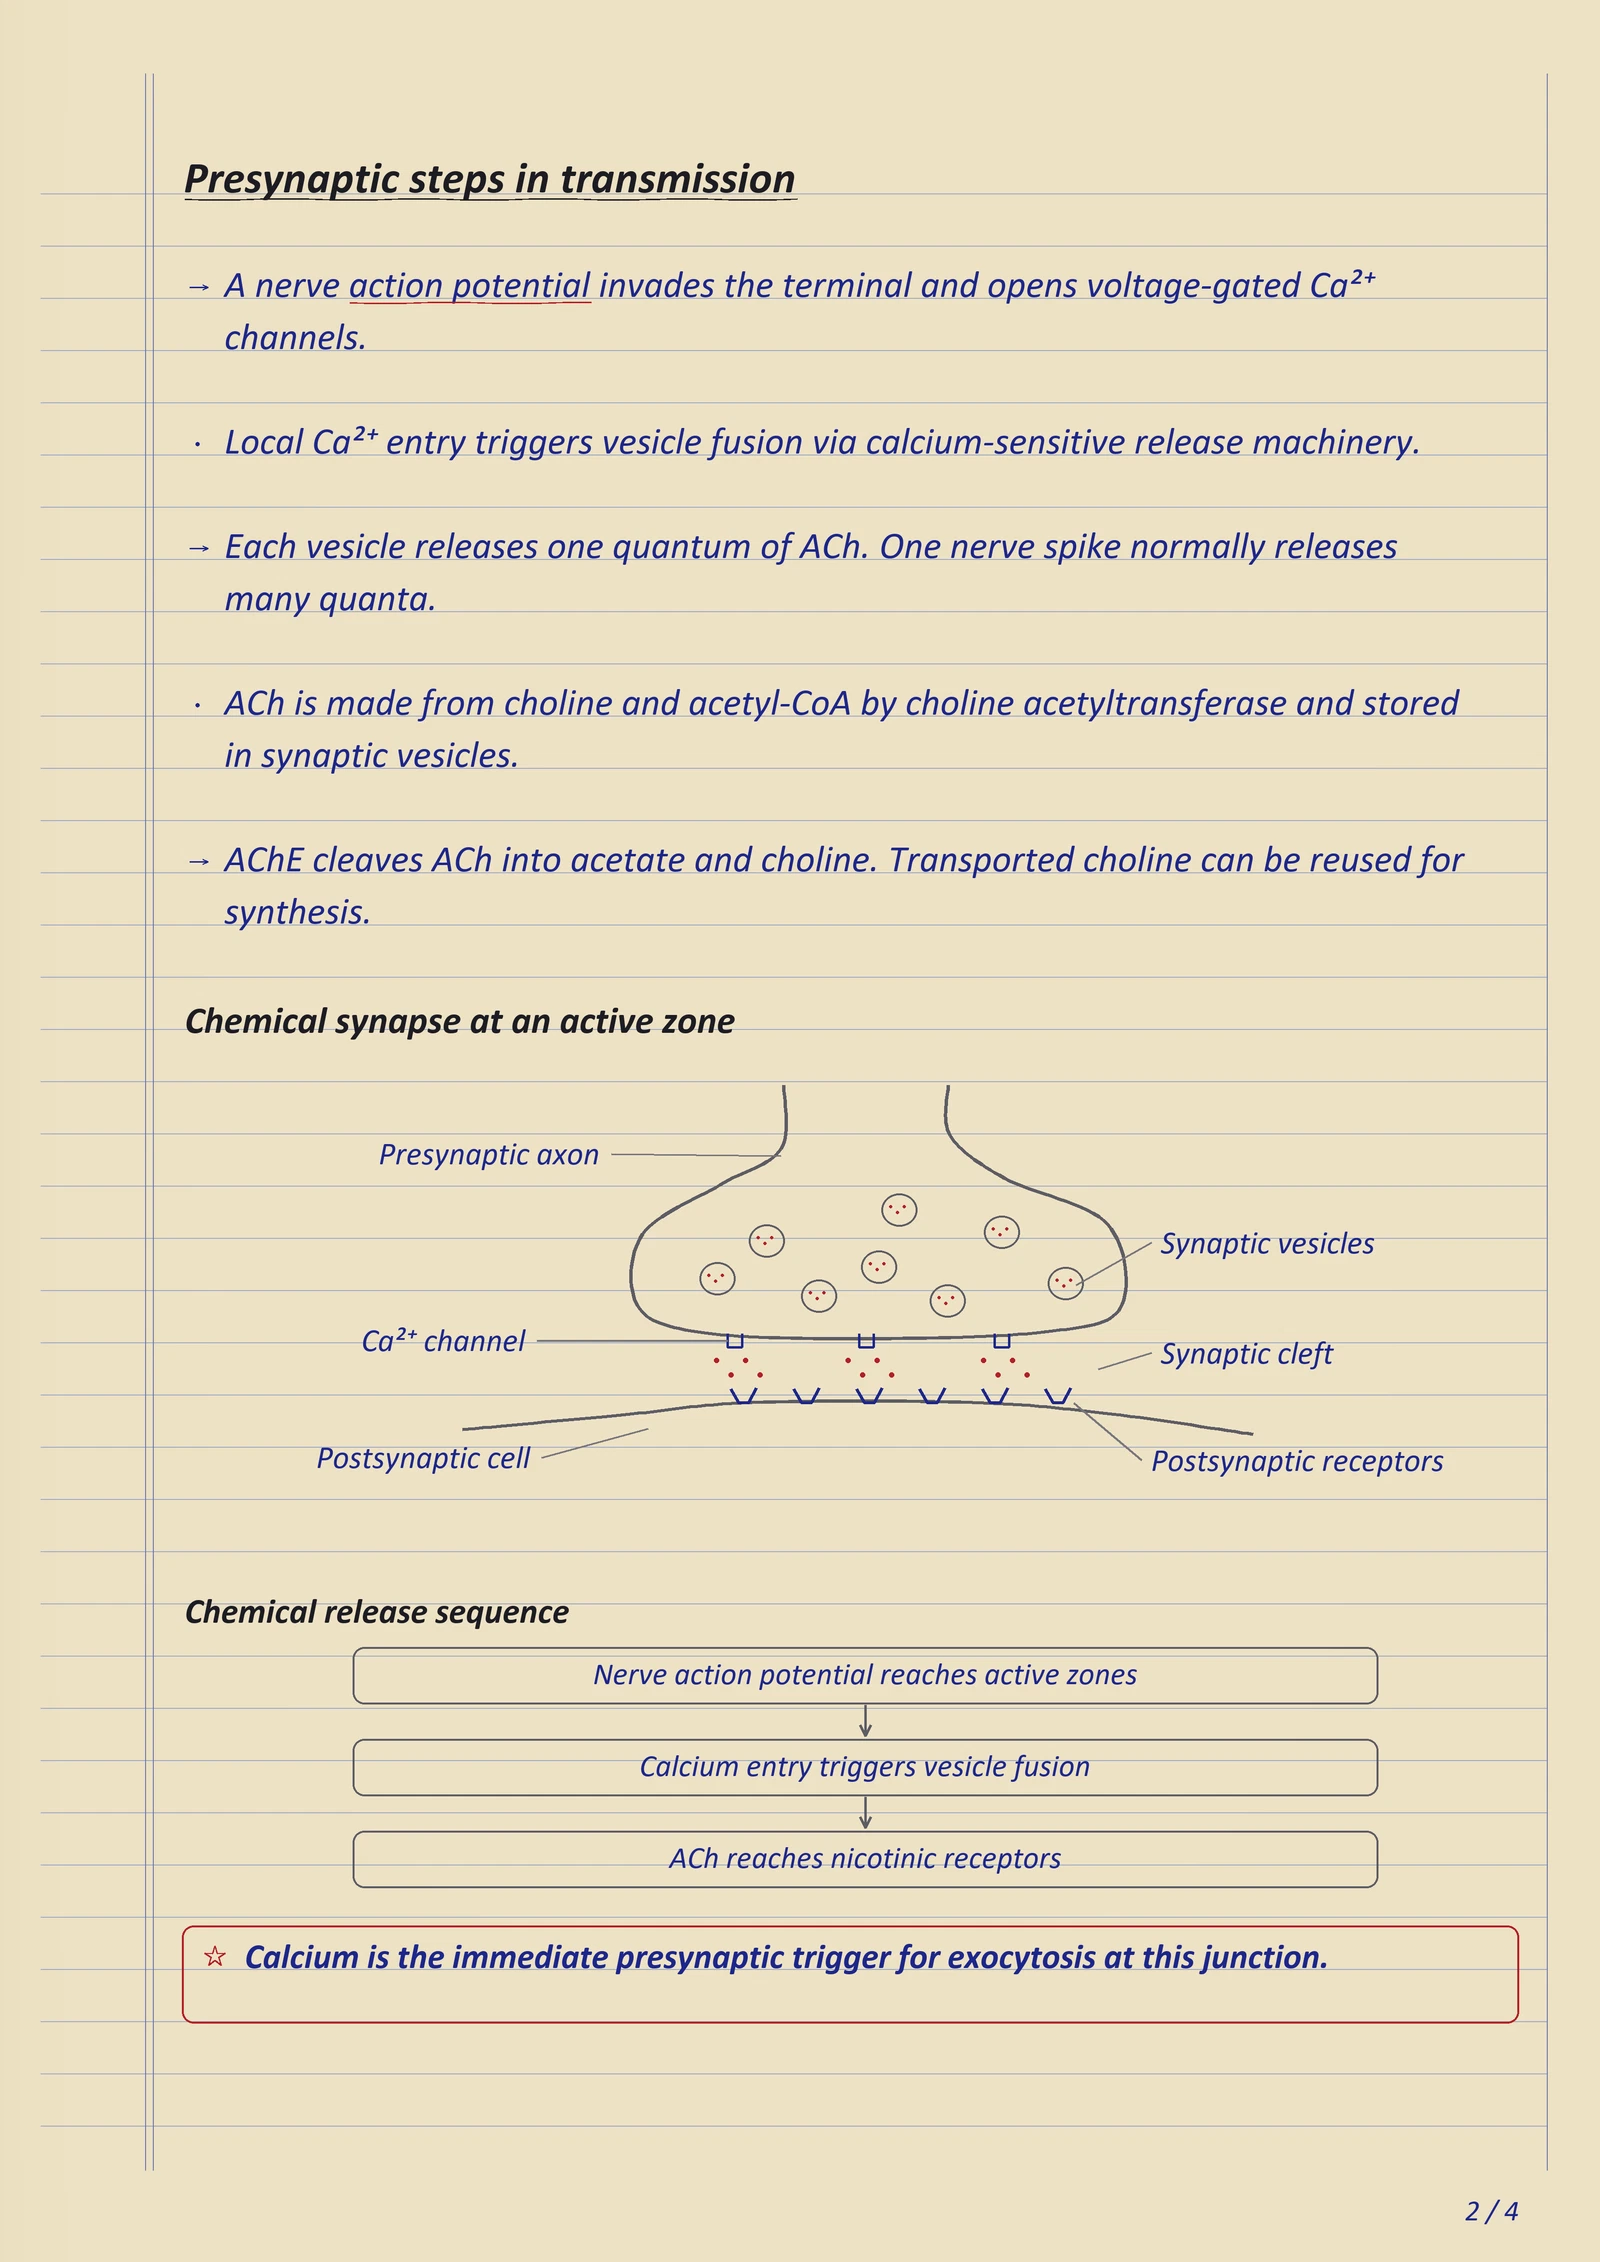 Presynaptic steps in transmission
→ A nerve action potential invades the terminal and opens voltage-gated Ca²⁺
channels.
· Local Ca²⁺ entry triggers vesicle fusion via calcium-sensitive release machinery.
→ Each vesicle releases one quantum of ACh. One nerve spike normally releases
many quanta.
· ACh is made from choline and acetyl-CoA by choline acetyltransferase and stored
in synaptic vesicles.
→ AChE cleaves ACh into acetate and choline. Transported choline can be reused for
synthesis.
Chemical synapse at an active zone
Presynaptic axon
Synaptic vesicles
Ca²⁺ channel
Synaptic cleft
Postsynaptic cell
Postsynaptic receptors
Chemical release sequence
Nerve action potential reaches active zones
Calcium entry triggers vesicle fusion
ACh reaches nicotinic receptors
☆ Calcium is the immediate presynaptic trigger for exocytosis at this junction.
2 / 4